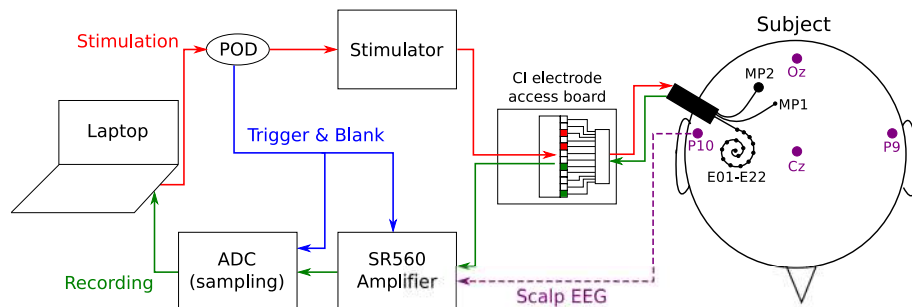 Subject
Stimulation
POD
Stimulator
Oz
CI electrode
access board
MP2
MP1
Laptop
Trigger & Blank
P10
P9
Cz
E01-E22
ADC
(sampling)
SR560
Amplifier
Recording
Scalp EEG